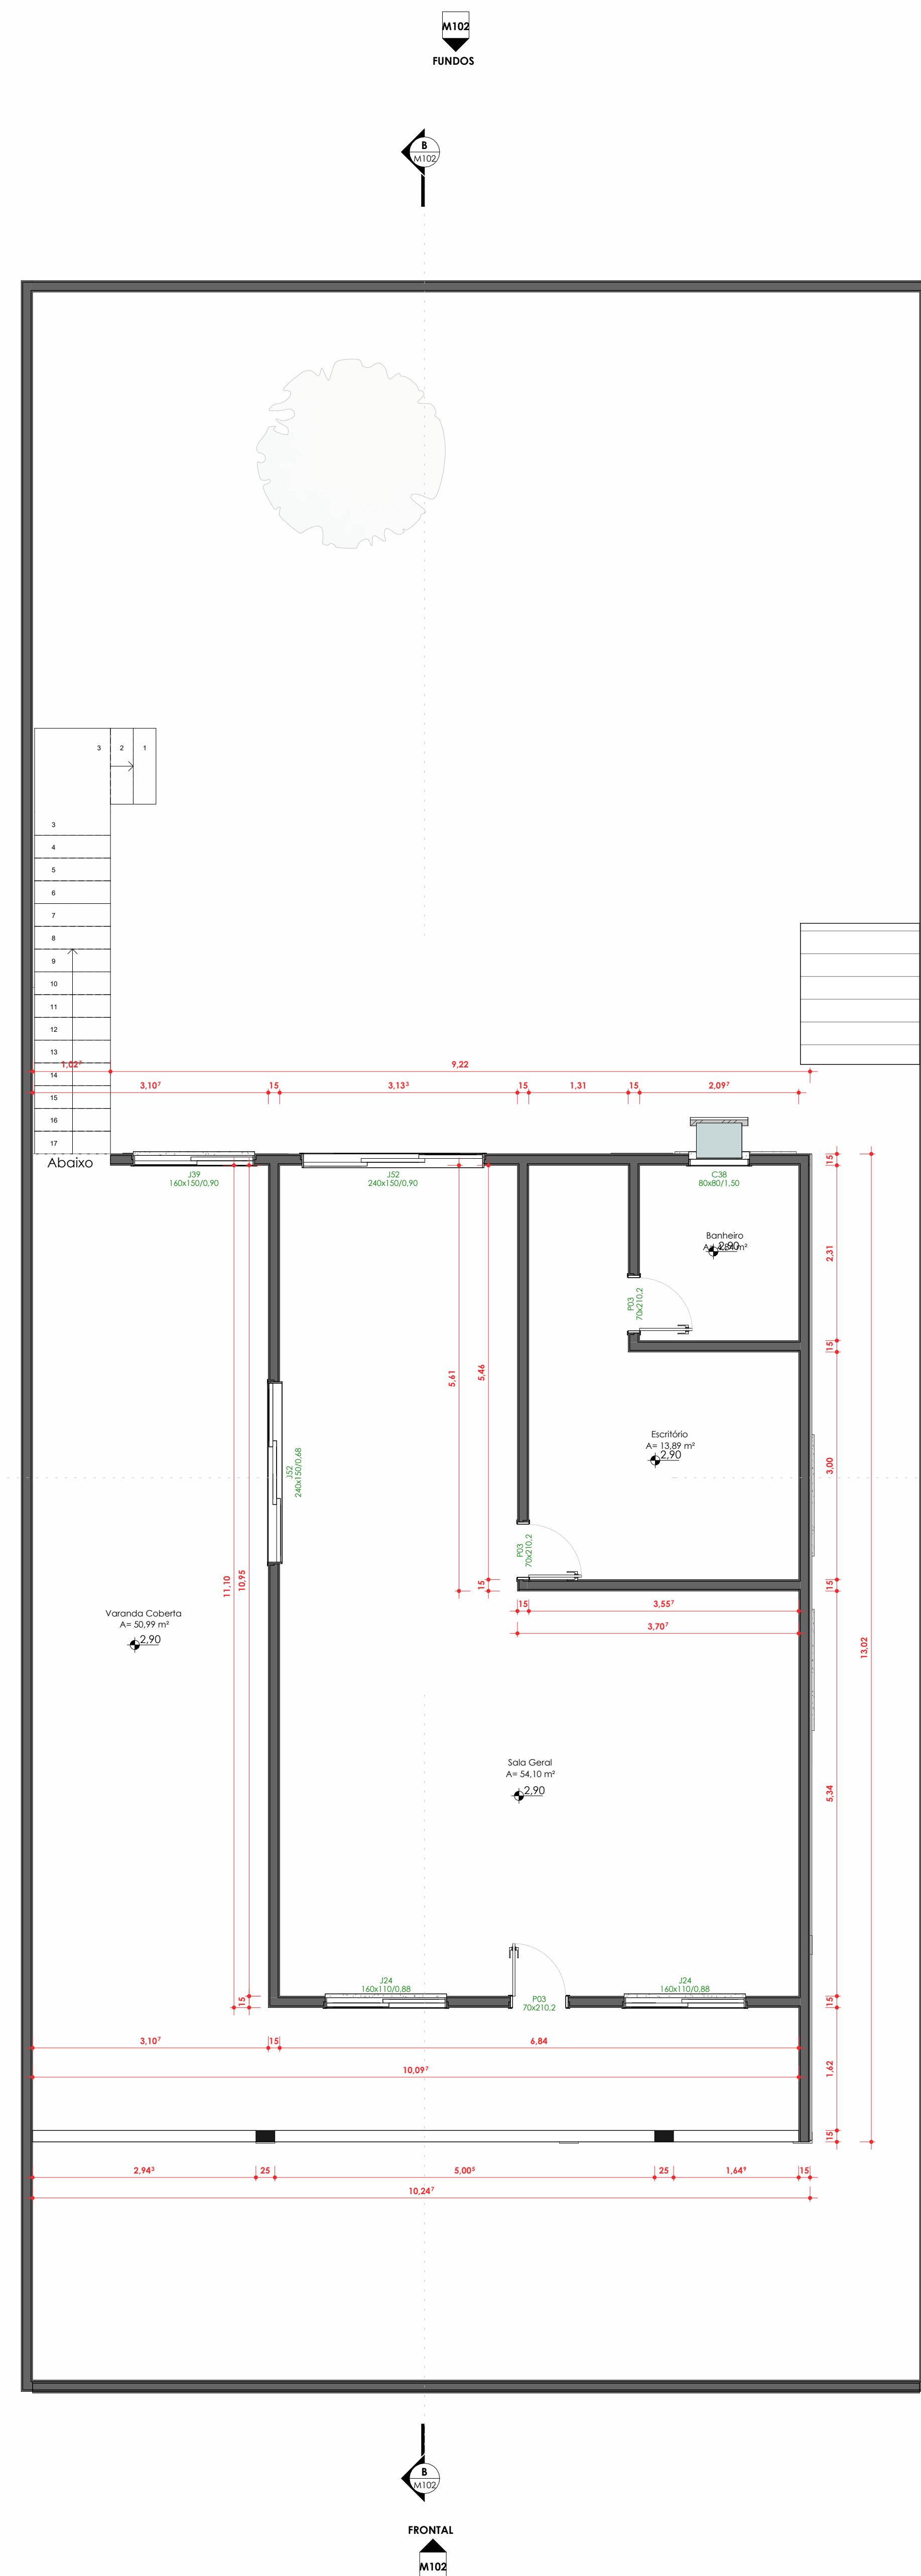 M102
FUNDOS
B
M102
3
2
1
3
4
5
6
7
8
9
10
11
12
13
14
15
16
17
Abaixo
1,02⁷
9,22
3,10⁷
15
3,13³
15
1,31
15
2,09⁷
J39
160x150/0,90
J52
240x150/0,90
C38
80x80/1,50
15
Banheiro
2,90
2,31
P03
70x210,2
15
5,61
5,46
Escritório
A= 13,89 m²
2,90
3,00
J52
240x150/0,68
P03
70x210,2
11,10
10,95
15
15
15
3,55⁷
3,70⁷
Varanda Coberta
A= 50,99 m²
2,90
13,02
Sala Geral
A= 54,10 m²
2,90
5,34
J24
160x110/0,88
P03
70x210,2
J24
160x110/0,88
15
15
3,10⁷
15
6,84
1,62
10,09⁷
15
2,94³
25
5,00⁵
25
1,64⁹
15
10,24⁷
B
M102
FRONTAL
M102